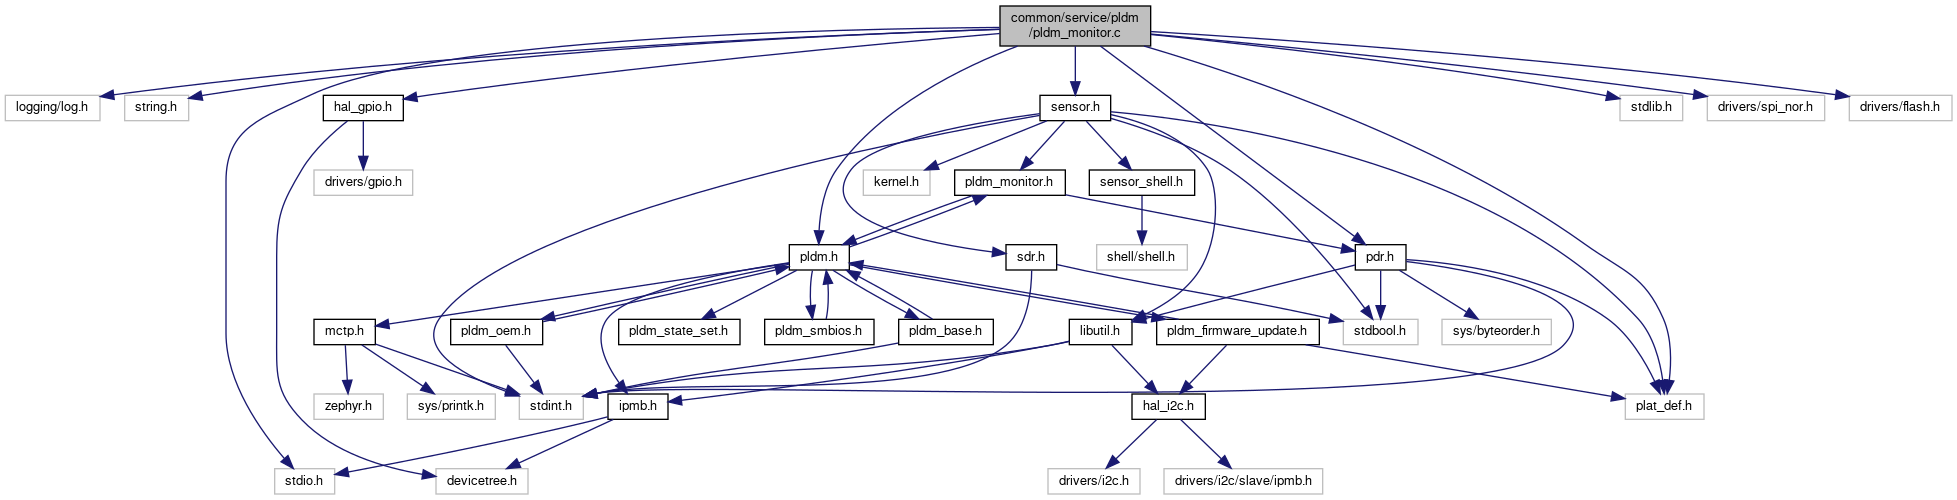 common/service/pldm
/pldm_monitor.c
logging/log.h
string.h
hal_gpio.h
sensor.h
stdlib.h
drivers/spi_nor.h
drivers/flash.h
drivers/gpio.h
kernel.h
pldm_monitor.h
sensor_shell.h
pldm.h
sdr.h
shell/shell.h
pdr.h
mctp.h
pldm_oem.h
pldm_state_set.h
pldm_smbios.h
pldm_base.h
libutil.h
pldm_firmware_update.h
stdbool.h
sys/byteorder.h
zephyr.h
sys/printk.h
stdint.h
ipmb.h
hal_i2c.h
plat_def.h
stdio.h
devicetree.h
drivers/i2c.h
drivers/i2c/slave/ipmb.h